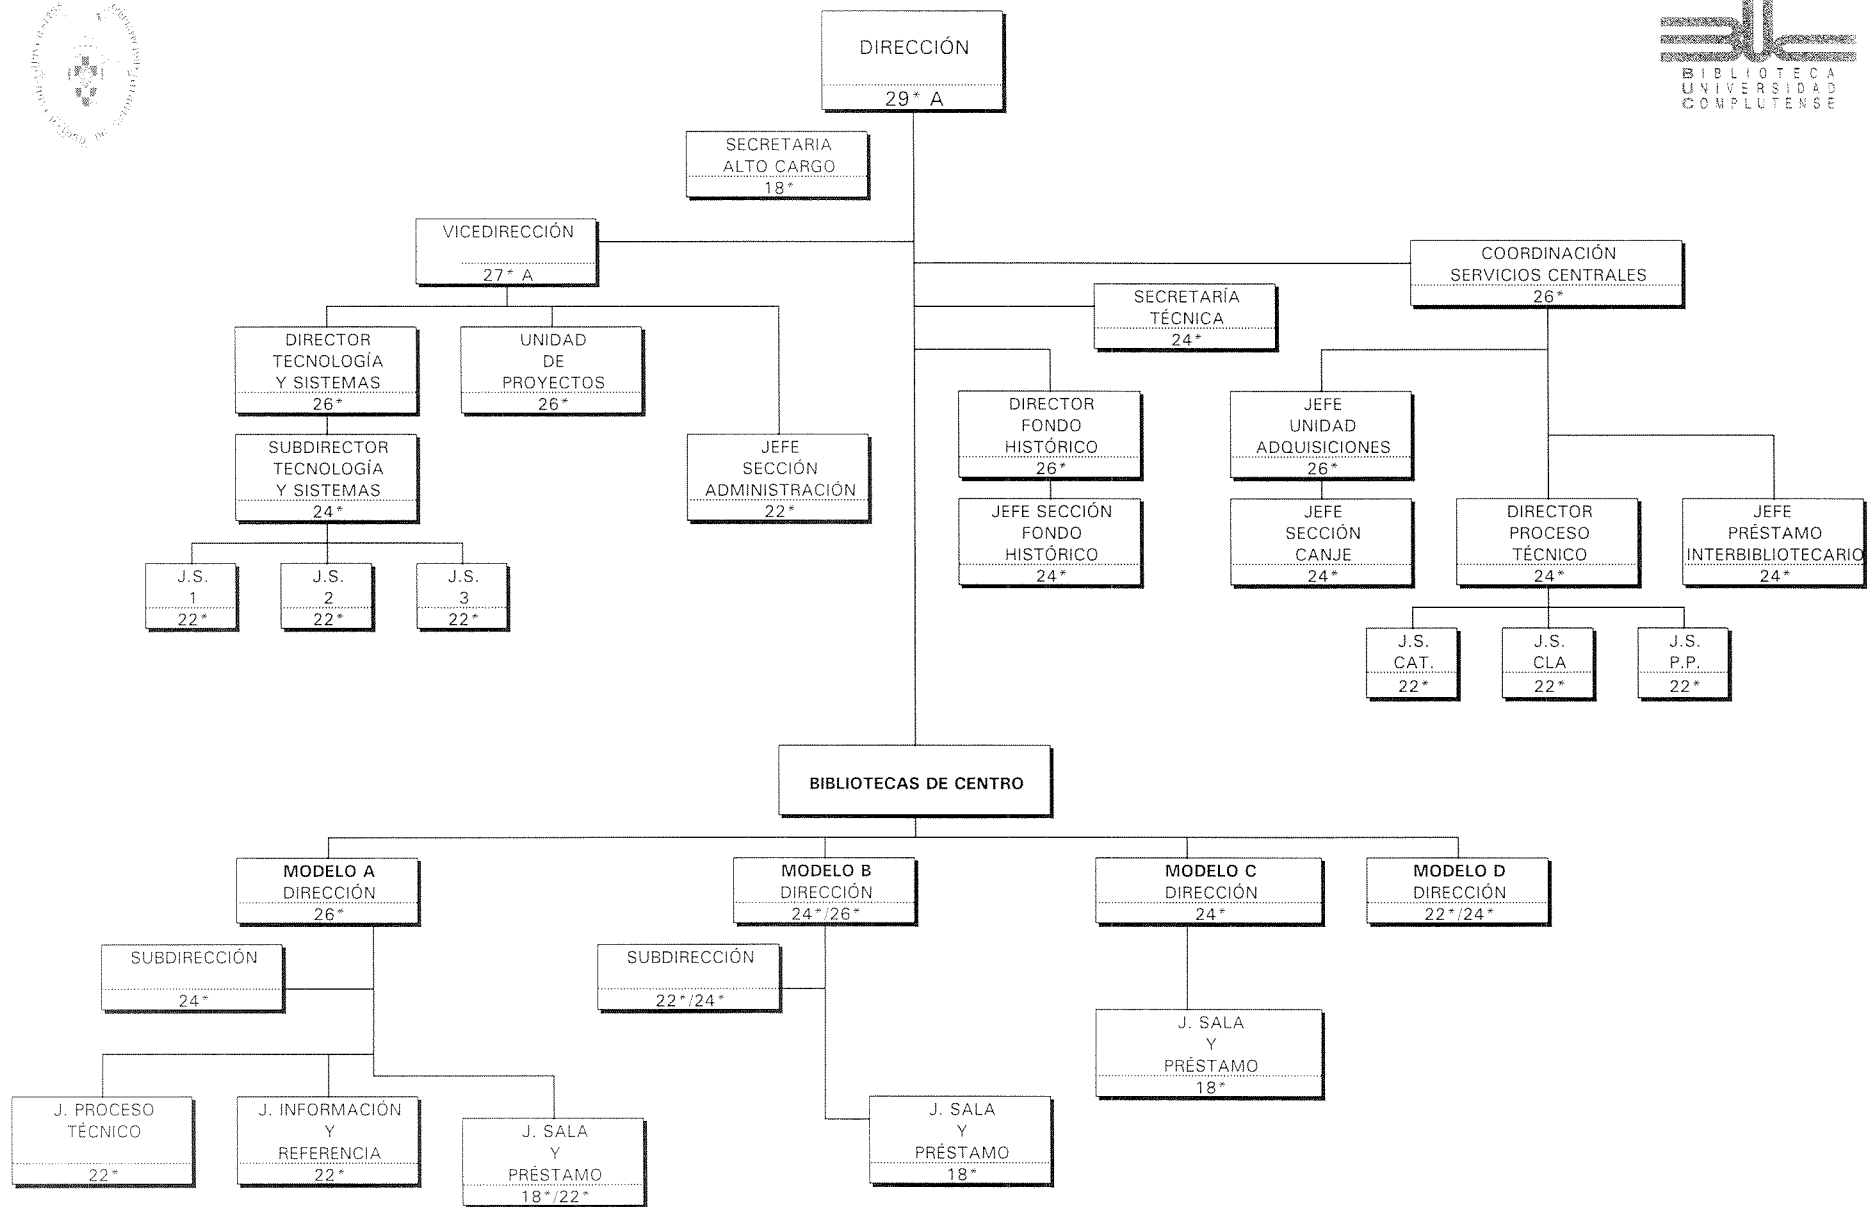 DIRECCIÓN
29* A
BIBLIOTECA
UNIVERSIDAD
COMPLUTENSE
SECRETARIA
ALTO CARGO
18*
VICEDIRECCIÓN
27* A
COORDINACIÓN
SERVICIOS CENTRALES
26*
SECRETARÍA
TÉCNICA
24*
DIRECTOR
TECNOLOGÍA
Y SISTEMAS
26*
UNIDAD
DE
PROYECTOS
26*
SUBDIRECTOR
TECNOLOGÍA
Y SISTEMAS
24*
JEFE
SECCIÓN
ADMINISTRACIÓN
22*
DIRECTOR
FONDO
HISTÓRICO
26*
JEFE
UNIDAD
ADQUISICIONES
26*
JEFE SECCIÓN
FONDO
HISTÓRICO
24*
JEFE
SECCIÓN
CANJE
24*
DIRECTOR
PROCESO
TÉCNICO
24*
JEFE
PRÉSTAMO
INTERBIBLIOTECARIO
24*
J.S.
1
22*
J.S.
2
22*
J.S.
3
22*
J.S.
CAT.
22*
J.S.
CLA
22*
J.S.
P.P.
22*
BIBLIOTECAS DE CENTRO
MODELO A
DIRECCIÓN
26*
MODELO B
DIRECCIÓN
24*/26*
MODELO C
DIRECCIÓN
24*
MODELO D
DIRECCIÓN
22*/24*
SUBDIRECCIÓN
24*
SUBDIRECCIÓN
22*/24*
J. SALA
Y
PRÉSTAMO
18*
J. PROCESO
TÉCNICO
22*
J. INFORMACIÓN
Y
REFERENCIA
22*
J. SALA
Y
PRÉSTAMO
18*/22*
J. SALA
Y
PRÉSTAMO
18*